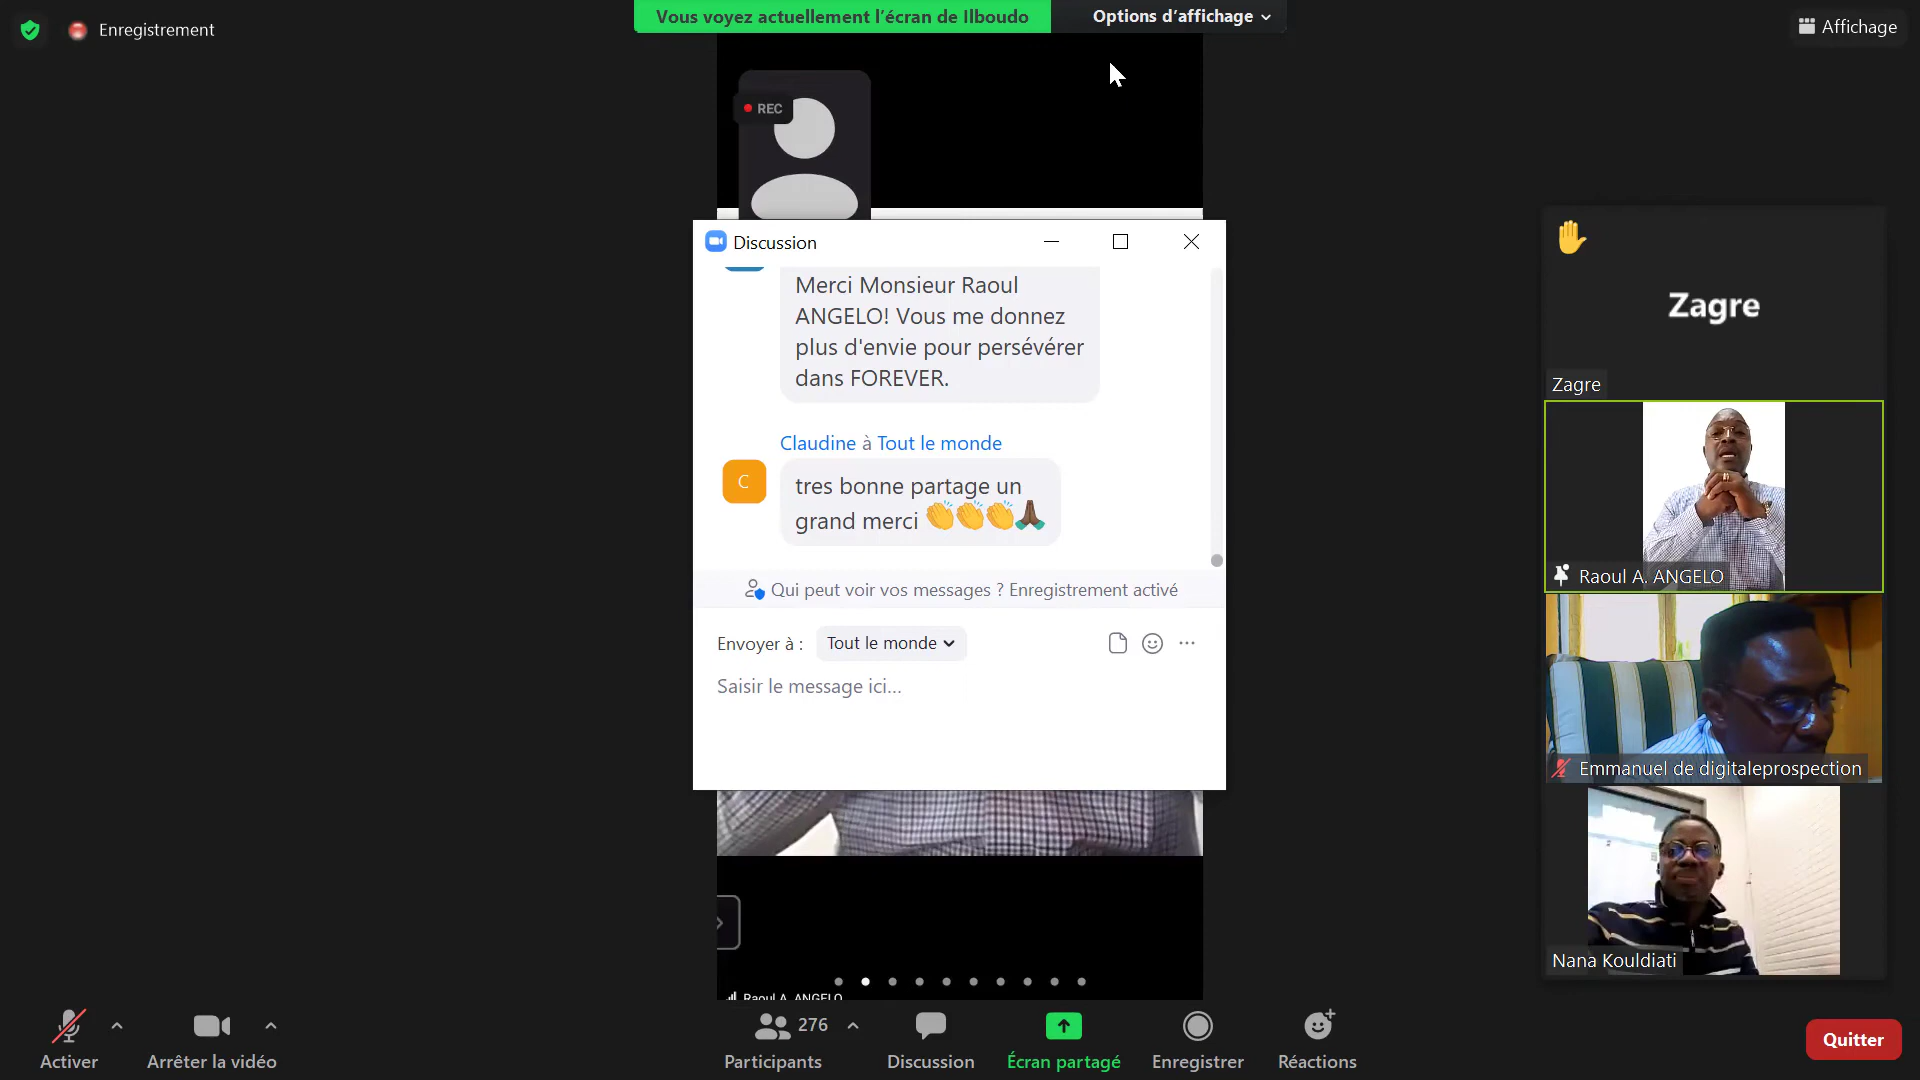 Enregistrement
Vous voyez actuellement l'écran de Ilboudo
Options d'affichage
Affichage
REC
Discussion
Merci Monsieur Raoul
ANGELO! Vous me donnez
plus d'envie pour persévérer
dans FOREVER.
Claudine à Tout le monde
C
tres bonne partage un
grand merci 👏👏👏🙏🏾
Qui peut voir vos messages ? Enregistrement activé
Envoyer à :
Tout le monde
Saisir le message ici...
Raoul A. ANGELO
Zagre
Zagre
Raoul A. ANGELO
Emmanuel de digitaleprospection
Nana Kouldiati
Activer
Arrêter la vidéo
276
Participants
Discussion
Écran partagé
Enregistrer
Réactions
Quitter